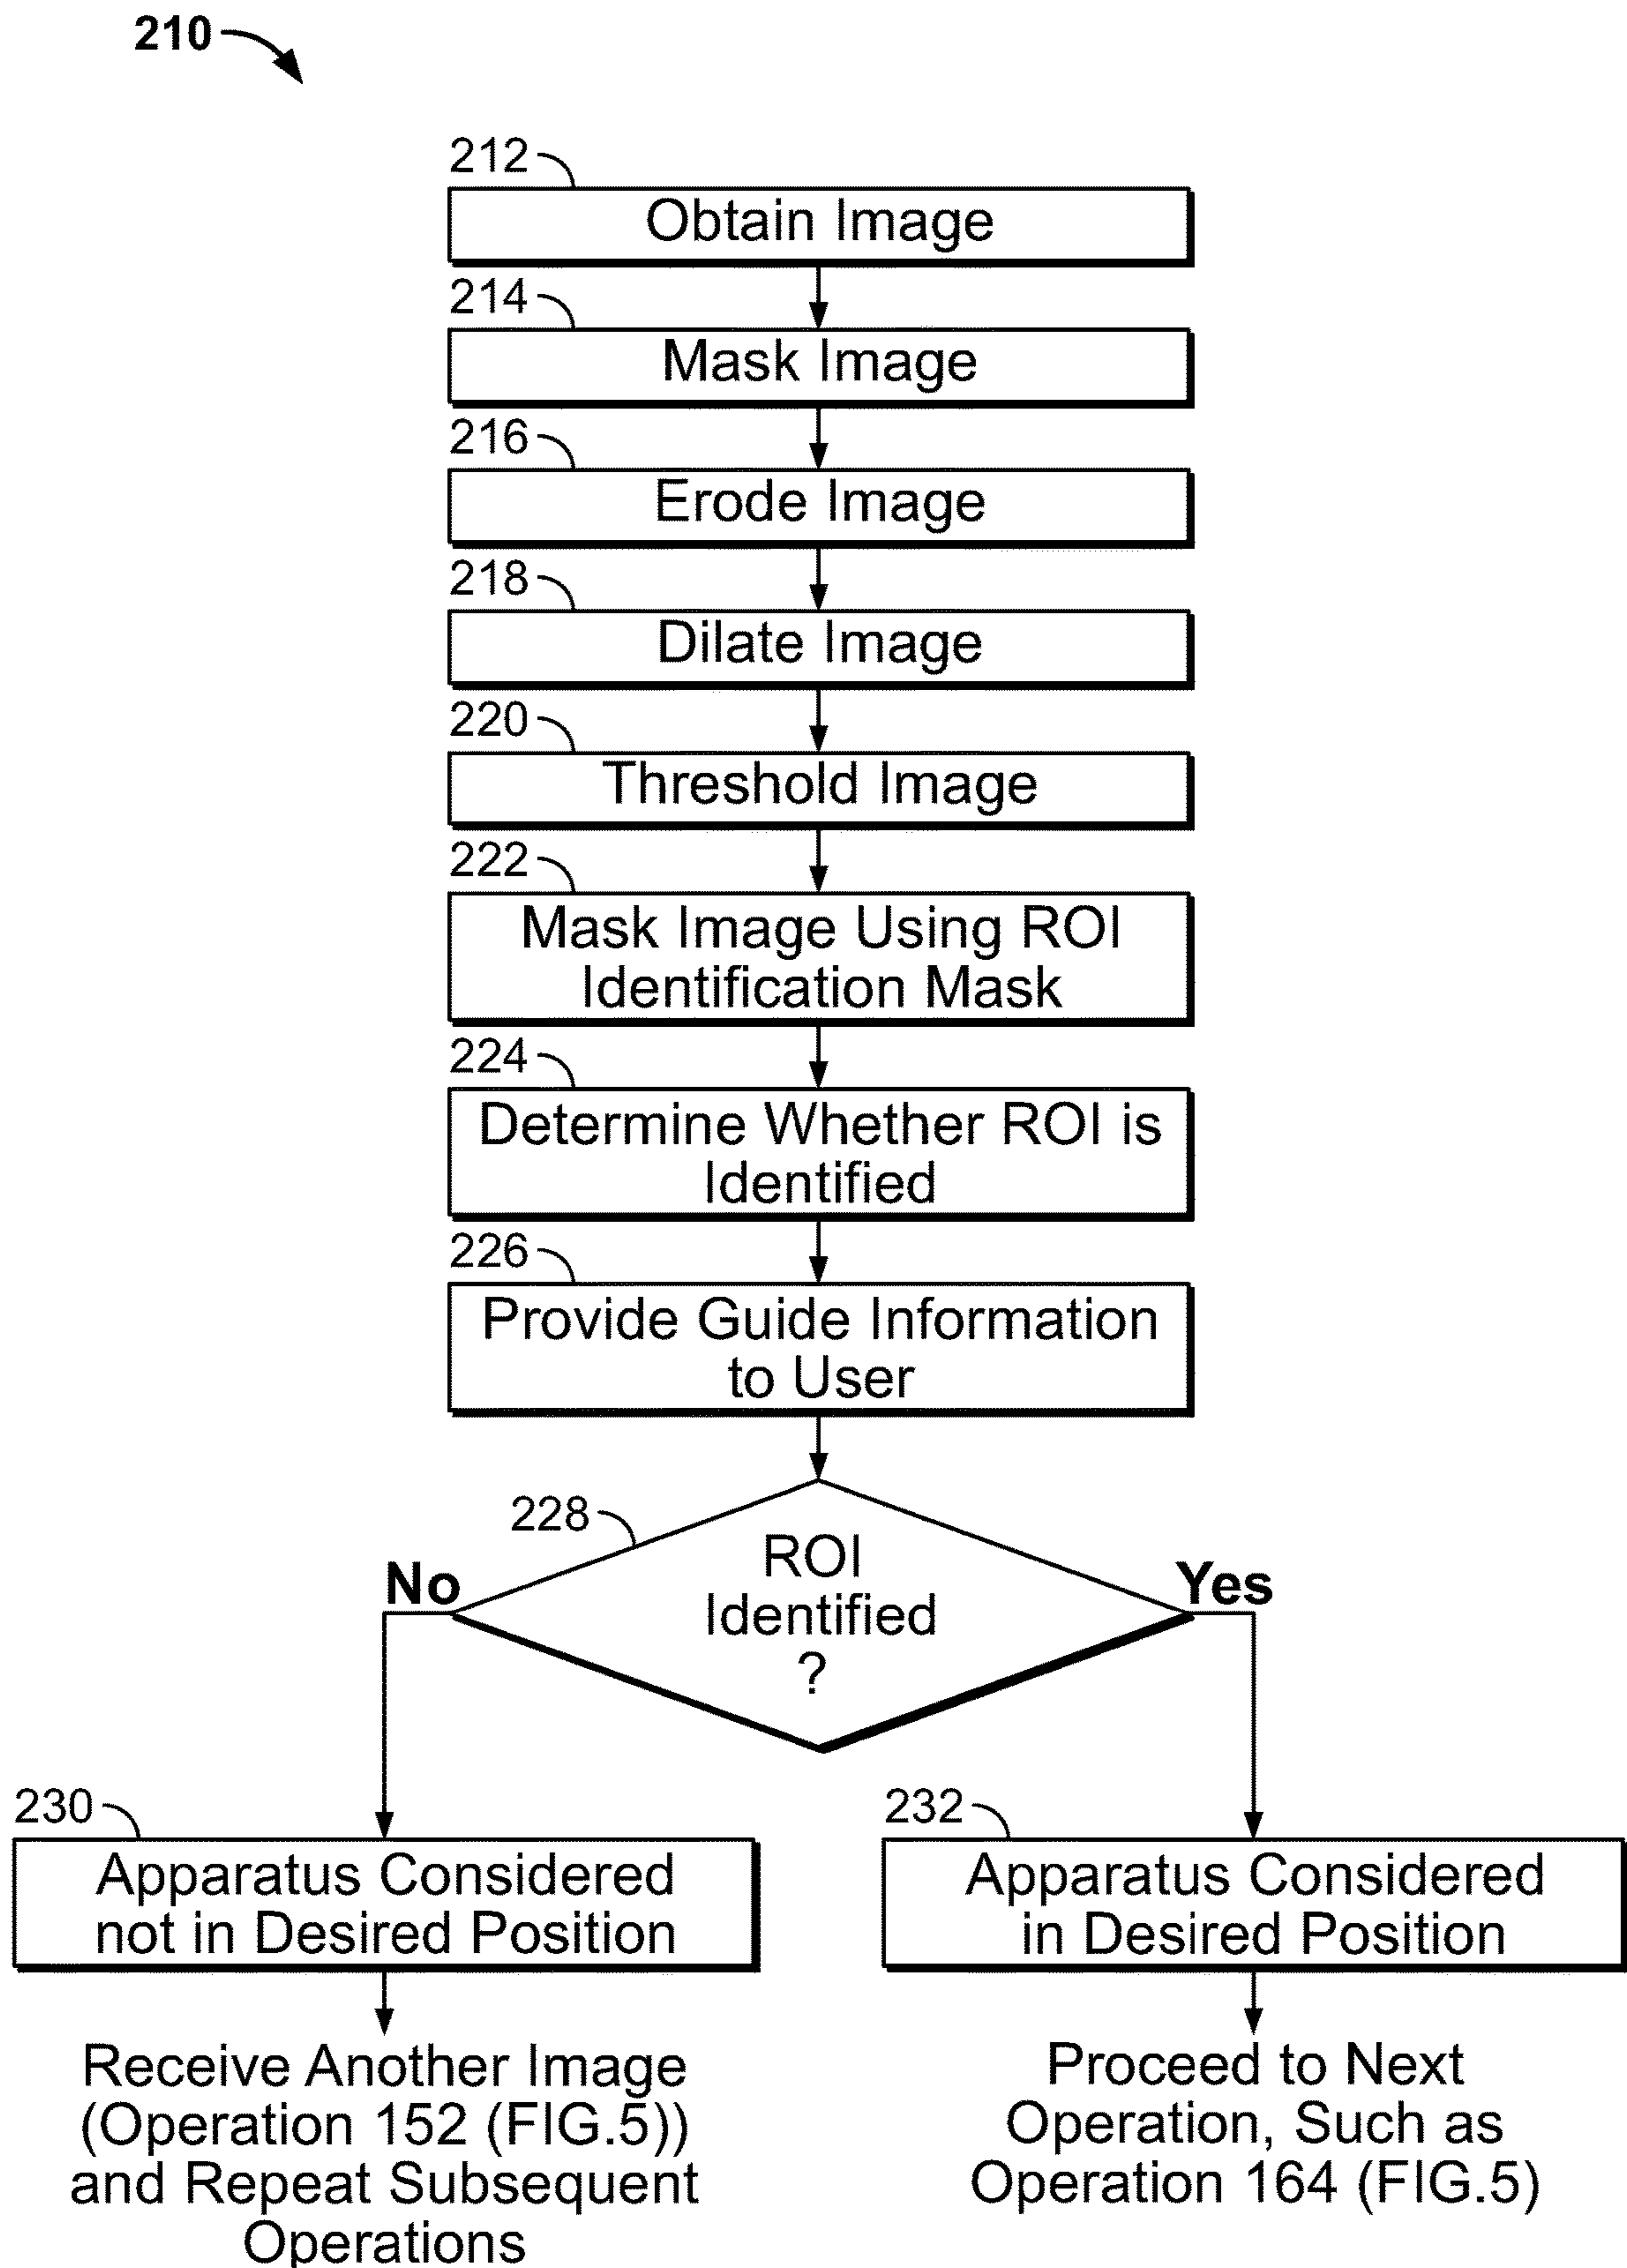 210
212
Obtain Image
214
Mask Image
216
Erode Image
218
Dilate Image
220
Threshold Image
222
Mask Image Using ROI
Identification Mask
224
Determine Whether ROI is
Identified
226
Provide Guide Information
to User
228
ROI
Identified
?
No
Yes
230
Apparatus Considered
not in Desired Position
Receive Another Image
(Operation 152 (FIG.5))
and Repeat Subsequent
Operations
232
Apparatus Considered
in Desired Position
Proceed to Next
Operation, Such as
Operation 164 (FIG.5)